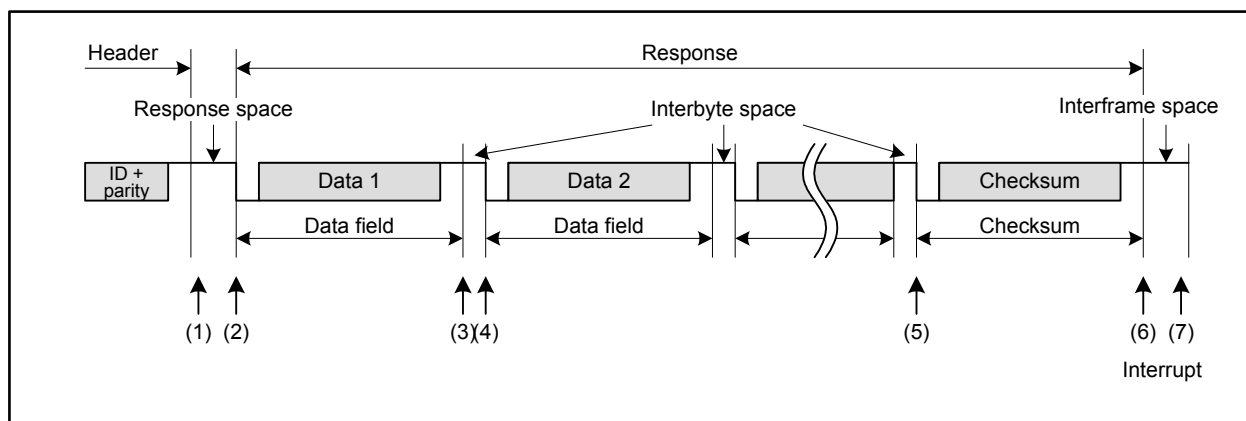 Header
Response
Response space
Interbyte space
Interframe space
ID +
parity
Data 1
Data 2
Checksum
Data field
Data field
Checksum
(1)
(2)
(3)
(4)
(5)
(6)
(7)
Interrupt